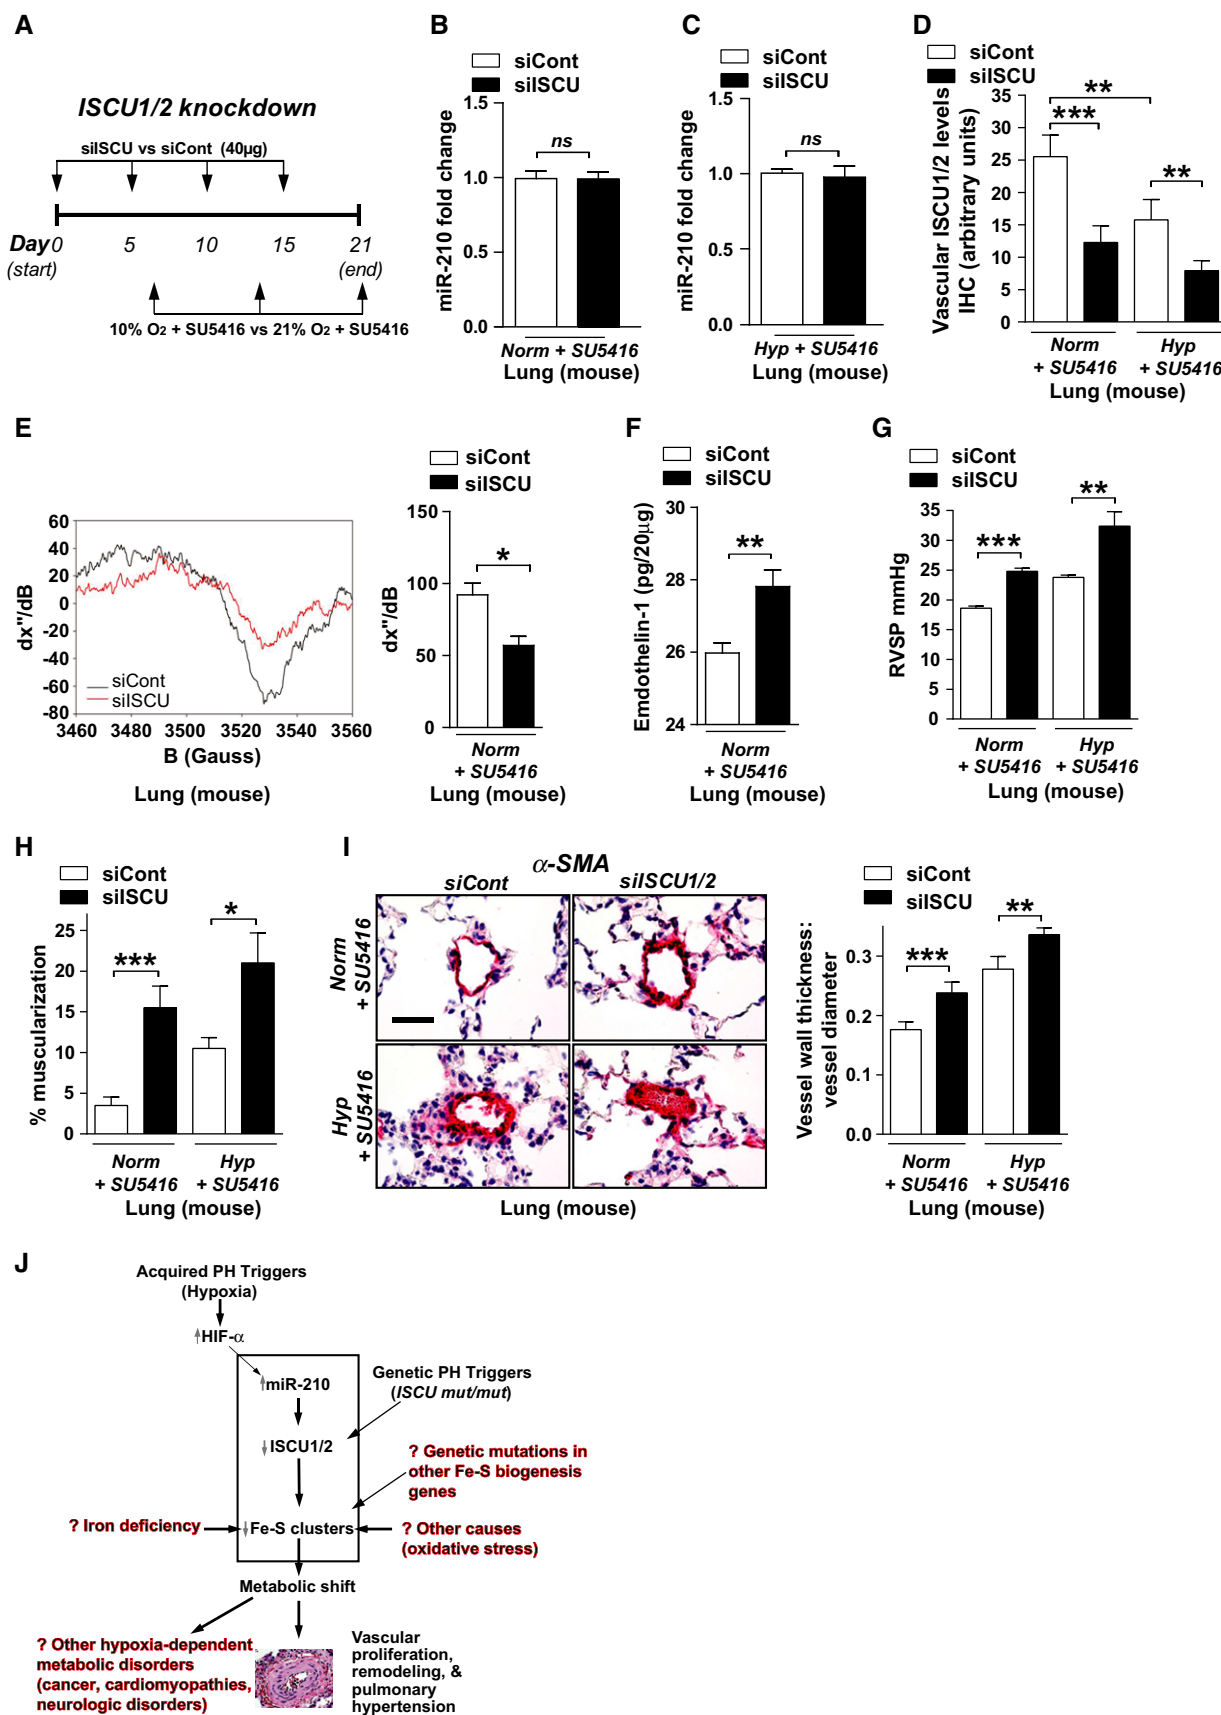 A
ISCU1/2 knockdown
siISCU vs siCont (40µg)
Day 0 5 10 15 21
(start) (end)
10% O2 + SU5416 vs 21% O2 + SU5416
B
siCont
siISCU
miR-210 fold change
1.0
0.5
0.0
ns
Norm + SU5416
Lung (mouse)
C
siCont
siISCU
miR-210 fold change
1.0
0.5
0.0
ns
Hyp + SU5416
Lung (mouse)
D
siCont
siISCU
Vascular ISCU1/2 levels
IHC (arbitrary units)
35
30
25
20
15
10
5
0
**
***
**
Norm
+ SU5416
Hyp
+ SU5416
Lung (mouse)
E
dx"/dB
60
40
20
0
-20
-40
-60
-80
siCont
siISCU
3460 3480 3500 3520 3540 3560
B (Gauss)
Lung (mouse)
siCont
siISCU
dx"/dB
150
100
50
0
*
Norm
+ SU5416
Lung (mouse)
F
siCont
siISCU
Emdothelin-1 (pg/20µg)
30
28
26
24
**
Norm
+ SU5416
Lung (mouse)
G
siCont
siISCU
RVSP mmHg
35
30
25
20
15
10
5
0
***
**
Norm
+ SU5416
Hyp
+ SU5416
Lung (mouse)
H
siCont
siISCU
% muscularization
25
20
15
10
5
0
***
*
Norm
+ SU5416
Hyp
+ SU5416
Lung (mouse)
I
α-SMA
siCont siISCU1/2
Norm
+ SU5416
Hyp
+ SU5416
Lung (mouse)
siCont
siISCU
Vessel wall thickness:
vessel diameter
0.3
0.2
0.1
0.0
***
**
Norm
+ SU5416
Hyp
+ SU5416
Lung (mouse)
J
Acquired PH Triggers
(Hypoxia)
HIF-α
miR-210
Genetic PH Triggers
(ISCU mut/mut)
ISCU1/2
? Genetic mutations in
other Fe-S biogenesis
genes
? Iron deficiency
Fe-S clusters
? Other causes
(oxidative stress)
Metabolic shift
? Other hypoxia-dependent
metabolic disorders
(cancer, cardiomyopathies,
neurologic disorders)
Vascular
proliferation,
remodeling, &
pulmonary
hypertension